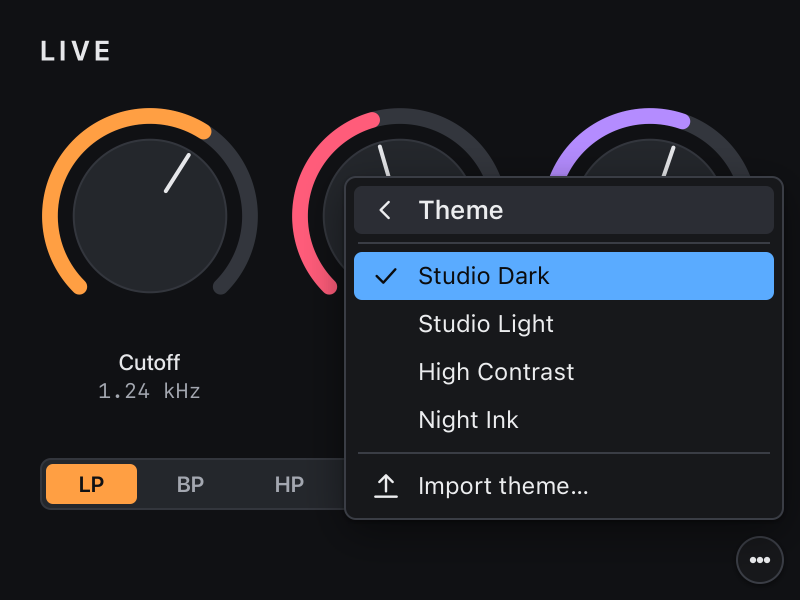 LIVE
Theme
Studio Dark
Studio Light
High Contrast
Night Ink
Import theme...
Cutoff
1.24 kHz
LP
BP
HP